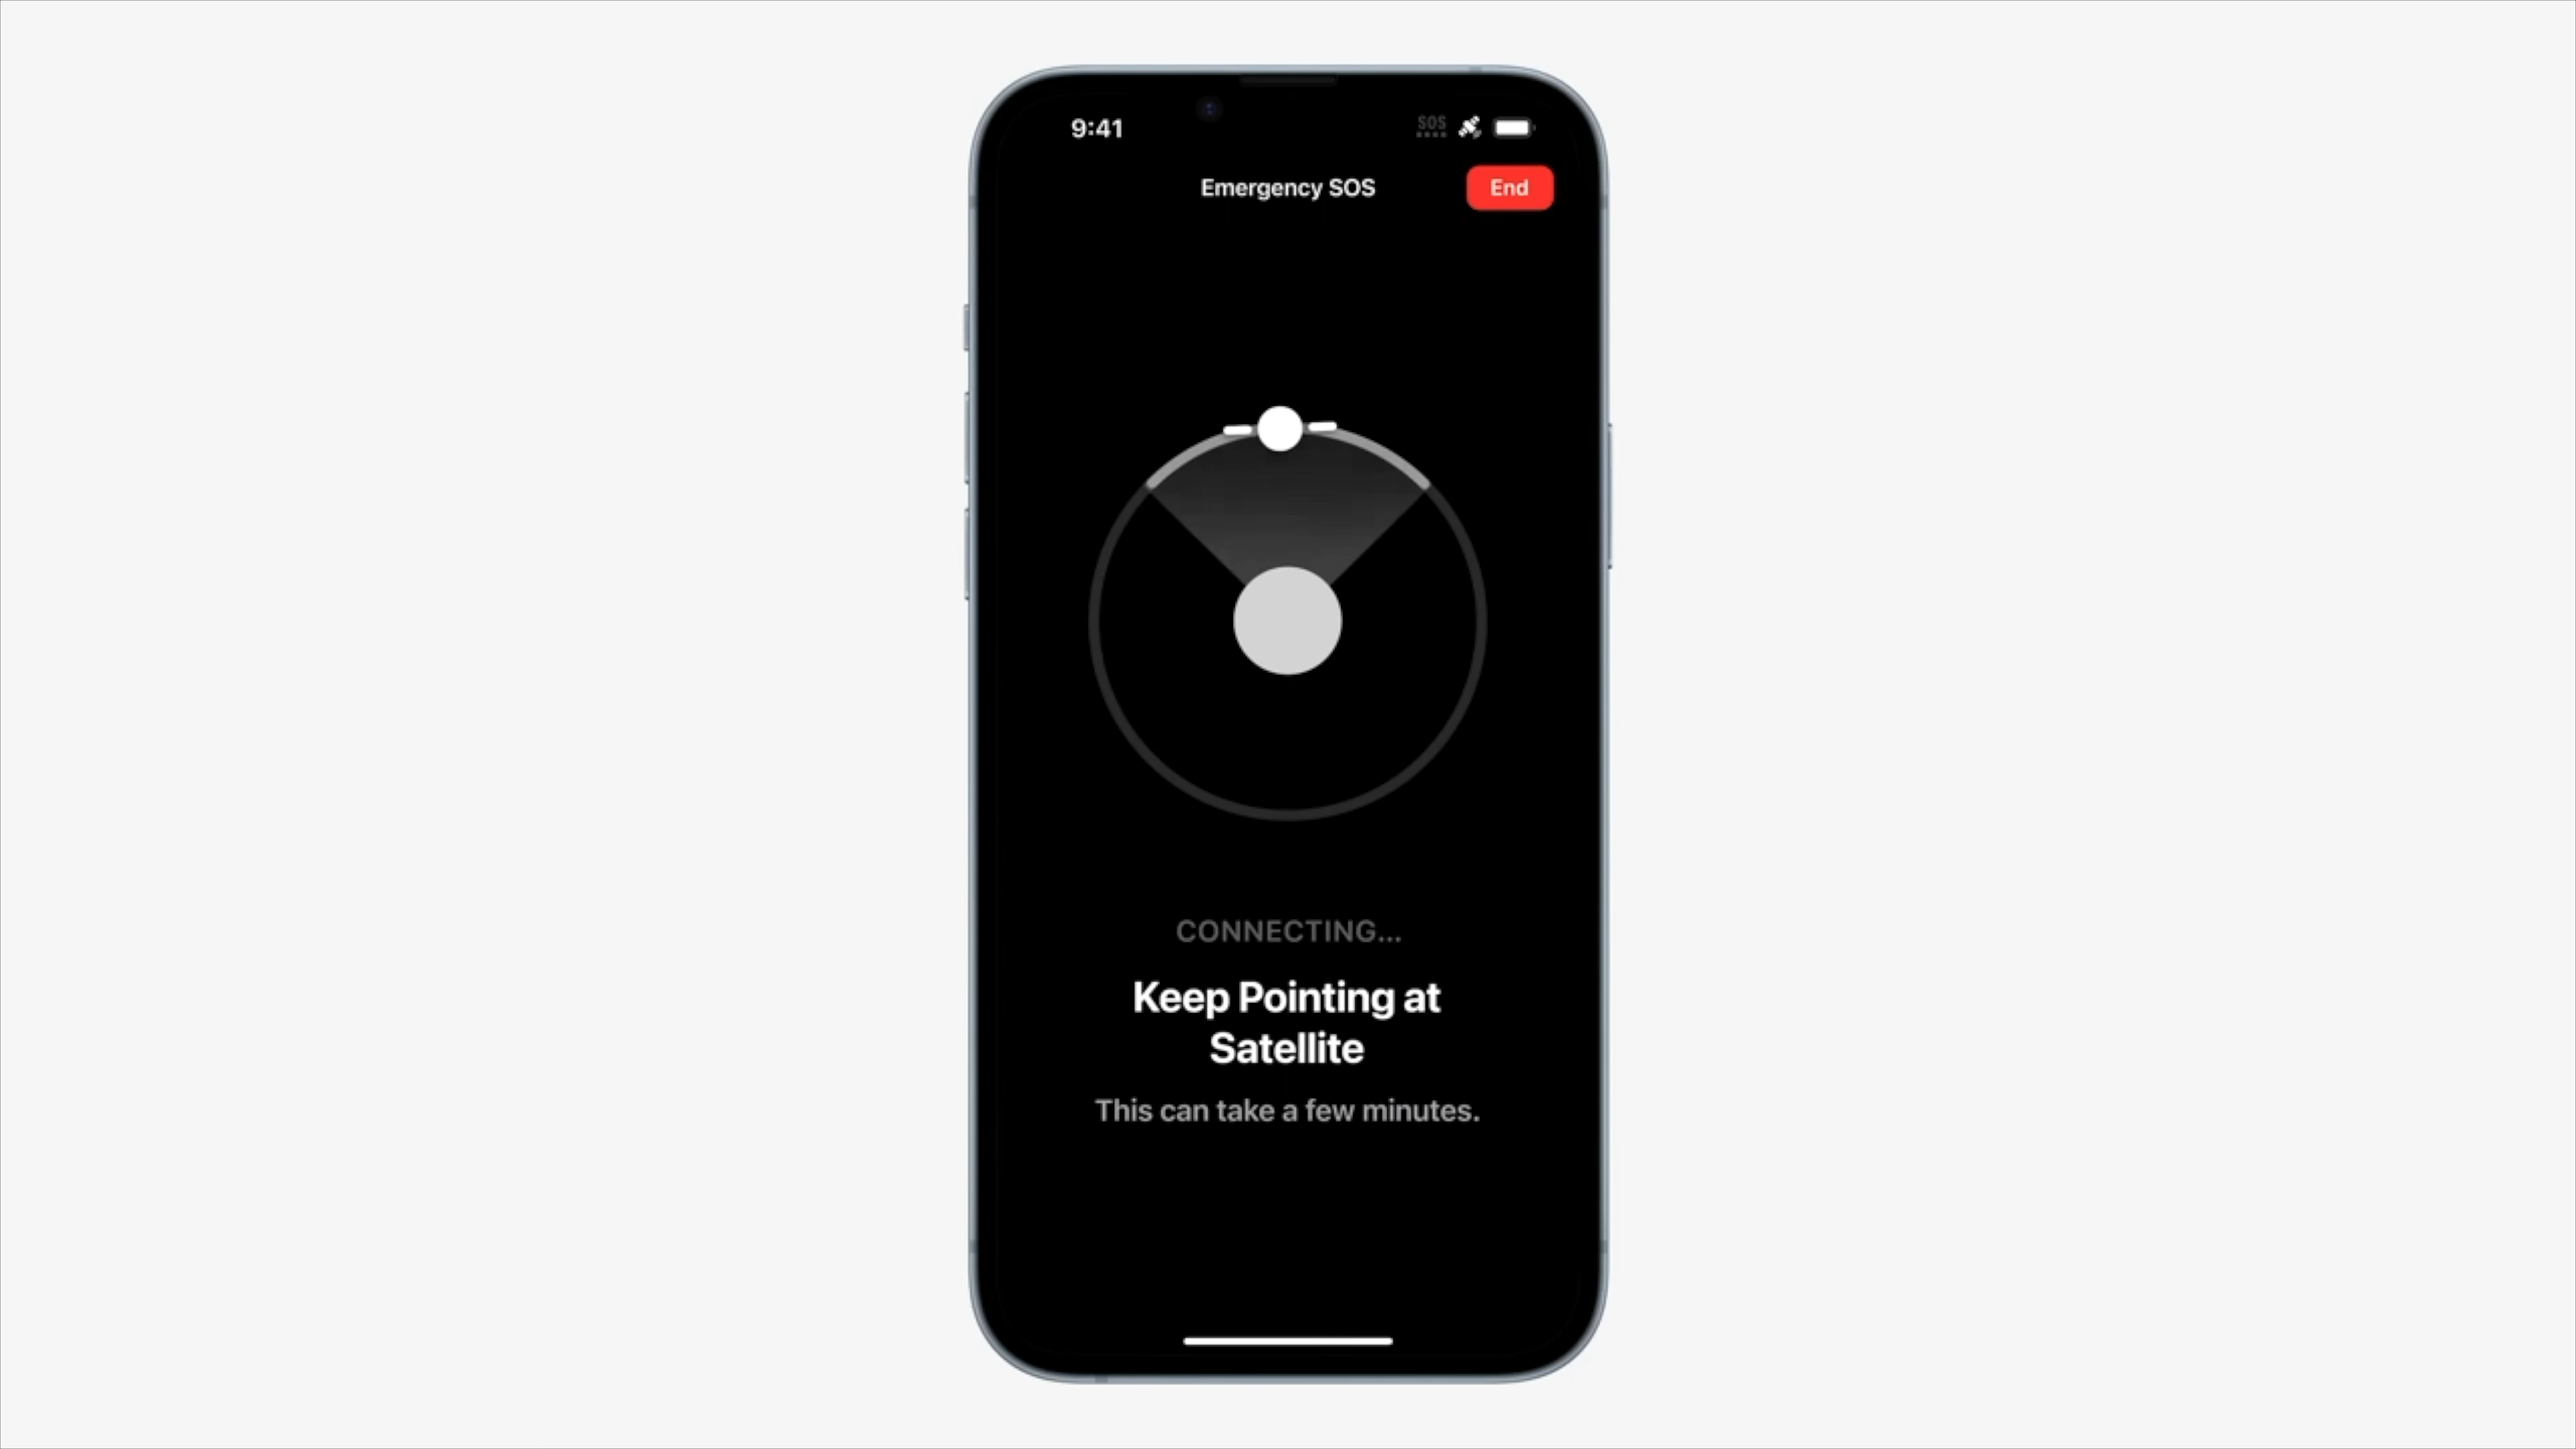 9:41
SOS
Emergency SOS
End
CONNECTING...
Keep Pointing at
Satellite
This can take a few minutes.